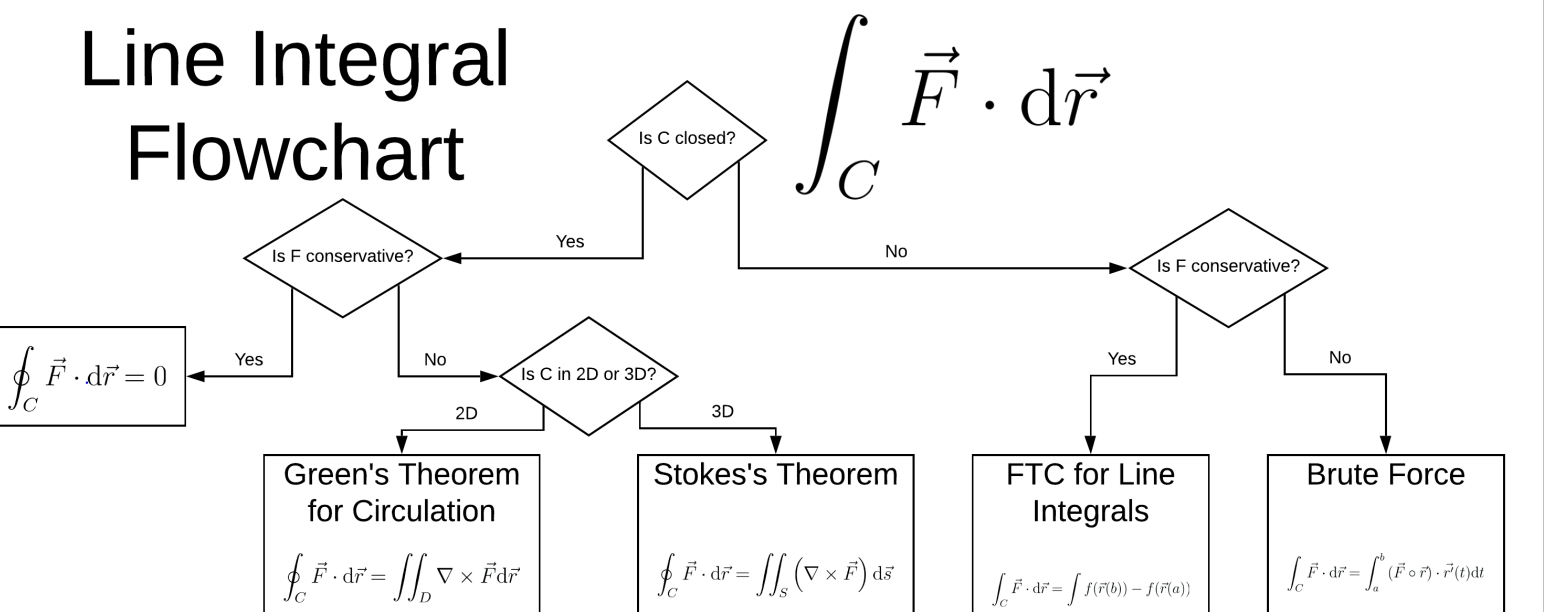 Line Integral
Flowchart
∫_C F⃗ · dr⃗
Is C closed?
Yes
No
Is F conservative?
Is F conservative?
Yes
No
Is C in 2D or 3D?
Yes
No
∮_C F⃗ · dr⃗ = 0
2D
3D
Green's Theorem
for Circulation
∮_C F⃗ · dr⃗ = ∬_D ∇ × F⃗dr⃗
Stokes's Theorem
∮_C F⃗ · dr⃗ = ∬_S (∇ × F⃗) ds⃗
FTC for Line
Integrals
∫_C F⃗ · dr⃗ = ∫ f(r⃗(b)) − f(r⃗(a))
Brute Force
∫_C F⃗ · dr⃗ = ∫_a^b (F⃗ ∘ r⃗) · r⃗′(t)dt